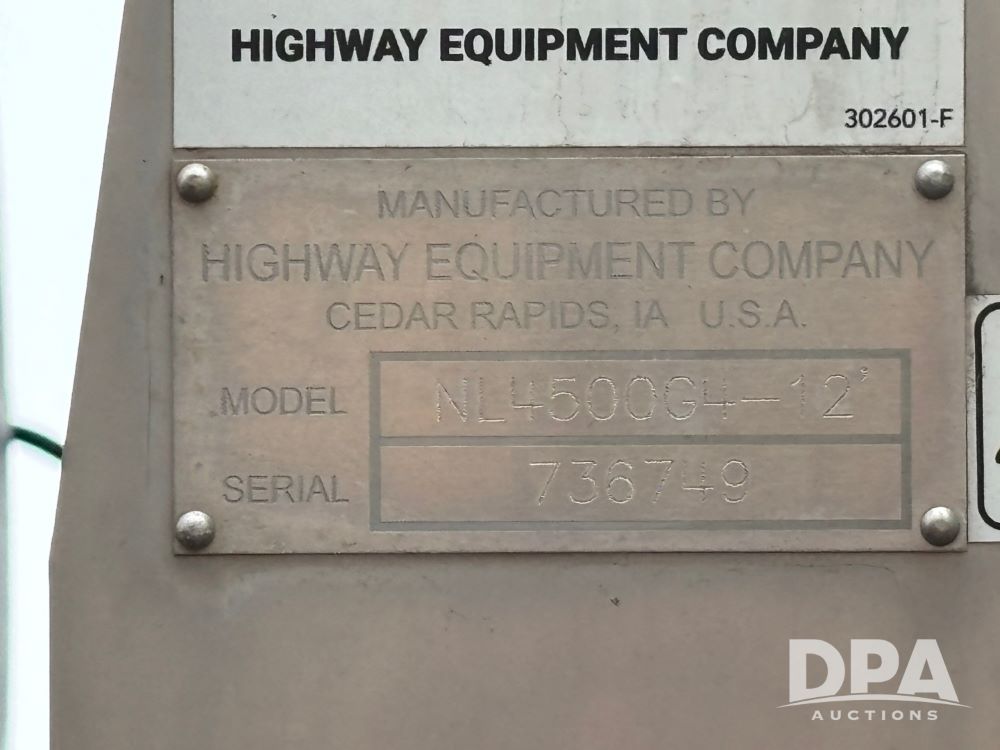 HIGHWAY EQUIPMENT COMPANY
302601-F
MANUFACTURED BY
HIGHWAY EQUIPMENT COMPANY
CEDAR RAPIDS, IA U.S.A.
MODEL NL4500G4-12'
SERIAL 736749
DPA
AUCTIONS